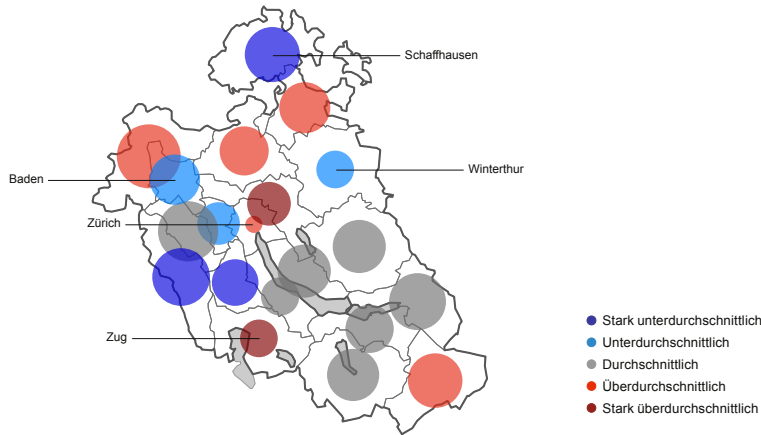 Schaffhausen
Baden
Winterthur
Zürich
Zug
Stark unterdurchschnittlich
Unterdurchschnittlich
Durchschnittlich
Überdurchschnittlich
Stark überdurchschnittlich